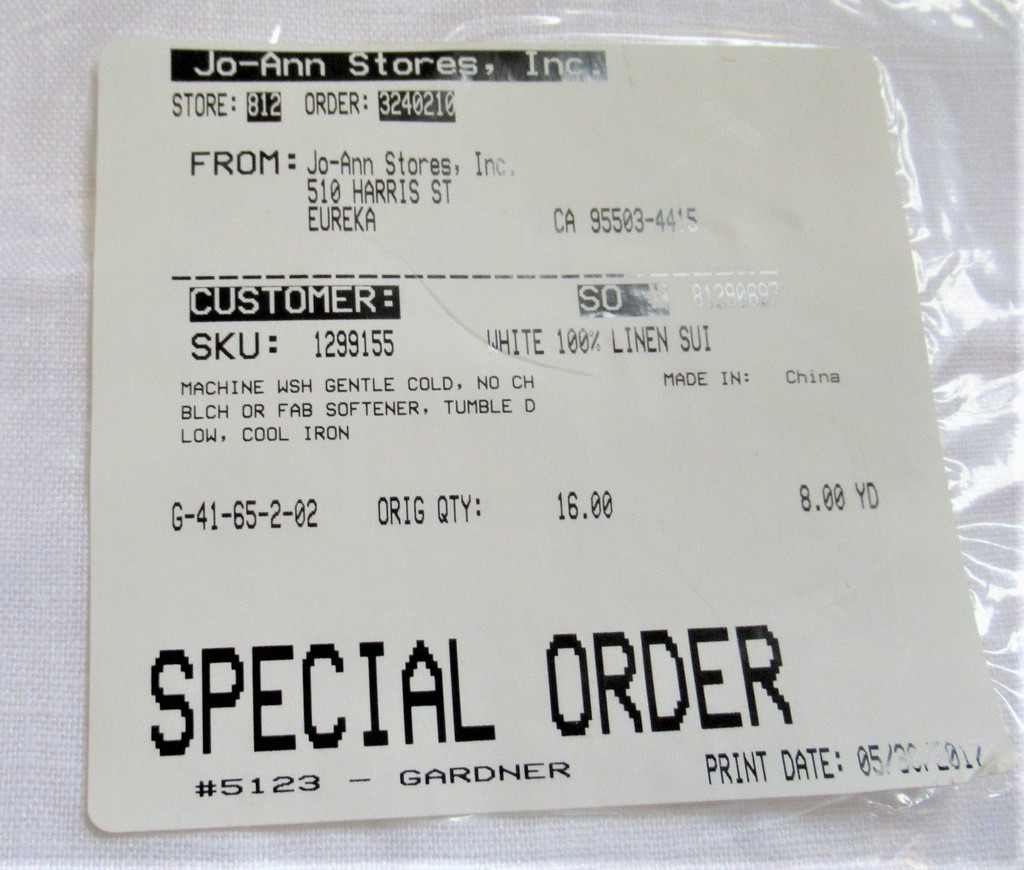 Jo-Ann Stores, Inc.
STORE: 812 ORDER: 3240210
FROM: Jo-Ann Stores, Inc.
510 HARRIS ST
EUREKA CA 95503-4415
CUSTOMER: SO
SKU: 1299155 WHITE 100% LINEN SUI
MACHINE WSH GENTLE COLD, NO CH MADE IN: China
BLCH OR FAB SOFTENER, TUMBLE D
LOW, COOL IRON
G-41-65-2-02 ORIG QTY: 16.00 8.00 YD
SPECIAL ORDER
#5123 - GARDNER PRINT DATE: